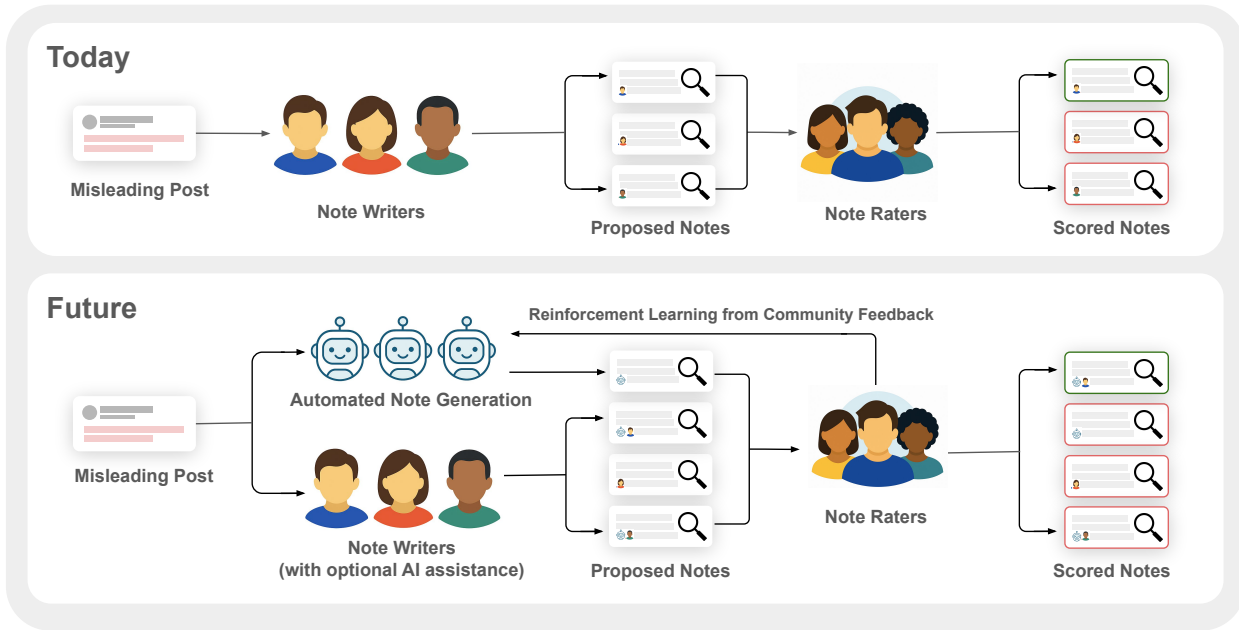 Today
Misleading Post
Note Writers
Proposed Notes
Note Raters
Scored Notes
Future
Reinforcement Learning from Community Feedback
Automated Note Generation
Misleading Post
Note Writers
(with optional AI assistance)
Proposed Notes
Note Raters
Scored Notes